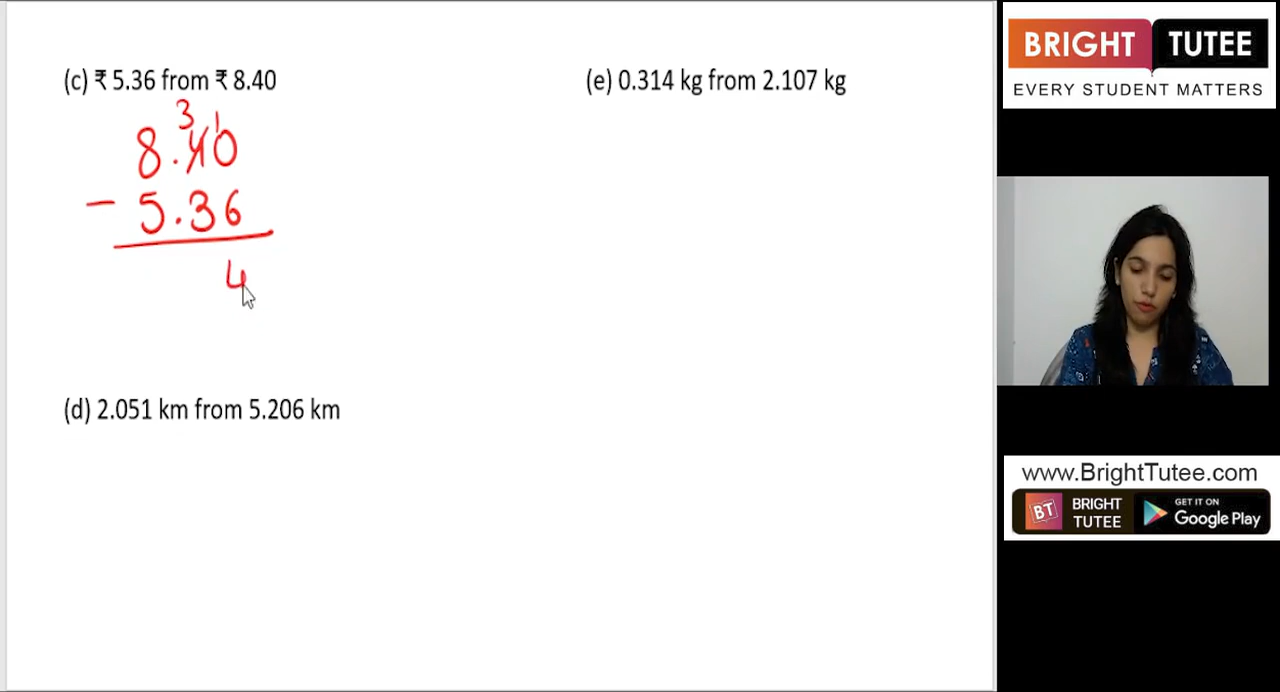 (c) ₹ 5.36 from ₹ 8.40
3 1
8.40
- 5.36
4
(d) 2.051 km from 5.206 km
(e) 0.314 kg from 2.107 kg
BRIGHT TUTEE
EVERY STUDENT MATTERS
www.BrightTutee.com
BT BRIGHT TUTEE
GET IT ON
Google Play